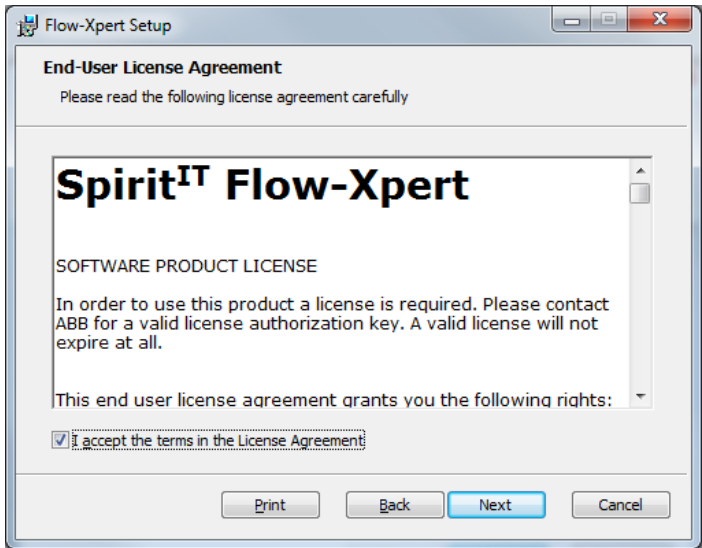 Flow-Xpert Setup
End-User License Agreement
Please read the following license agreement carefully
Spirit^IT Flow-Xpert
SOFTWARE PRODUCT LICENSE
In order to use this product a license is required. Please contact
ABB for a valid license authorization key. A valid license will not
expire at all.
This end user license agreement grants you the following rights:
I accept the terms in the License Agreement
Print Back Next Cancel